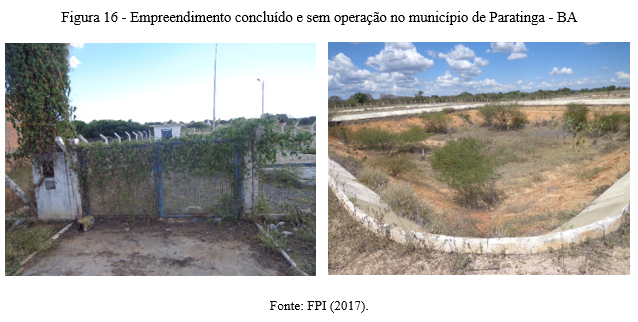 Figura 16 - Empreendimento concluído e sem operação no município de Paratinga - BA
Fonte: FPI (2017).